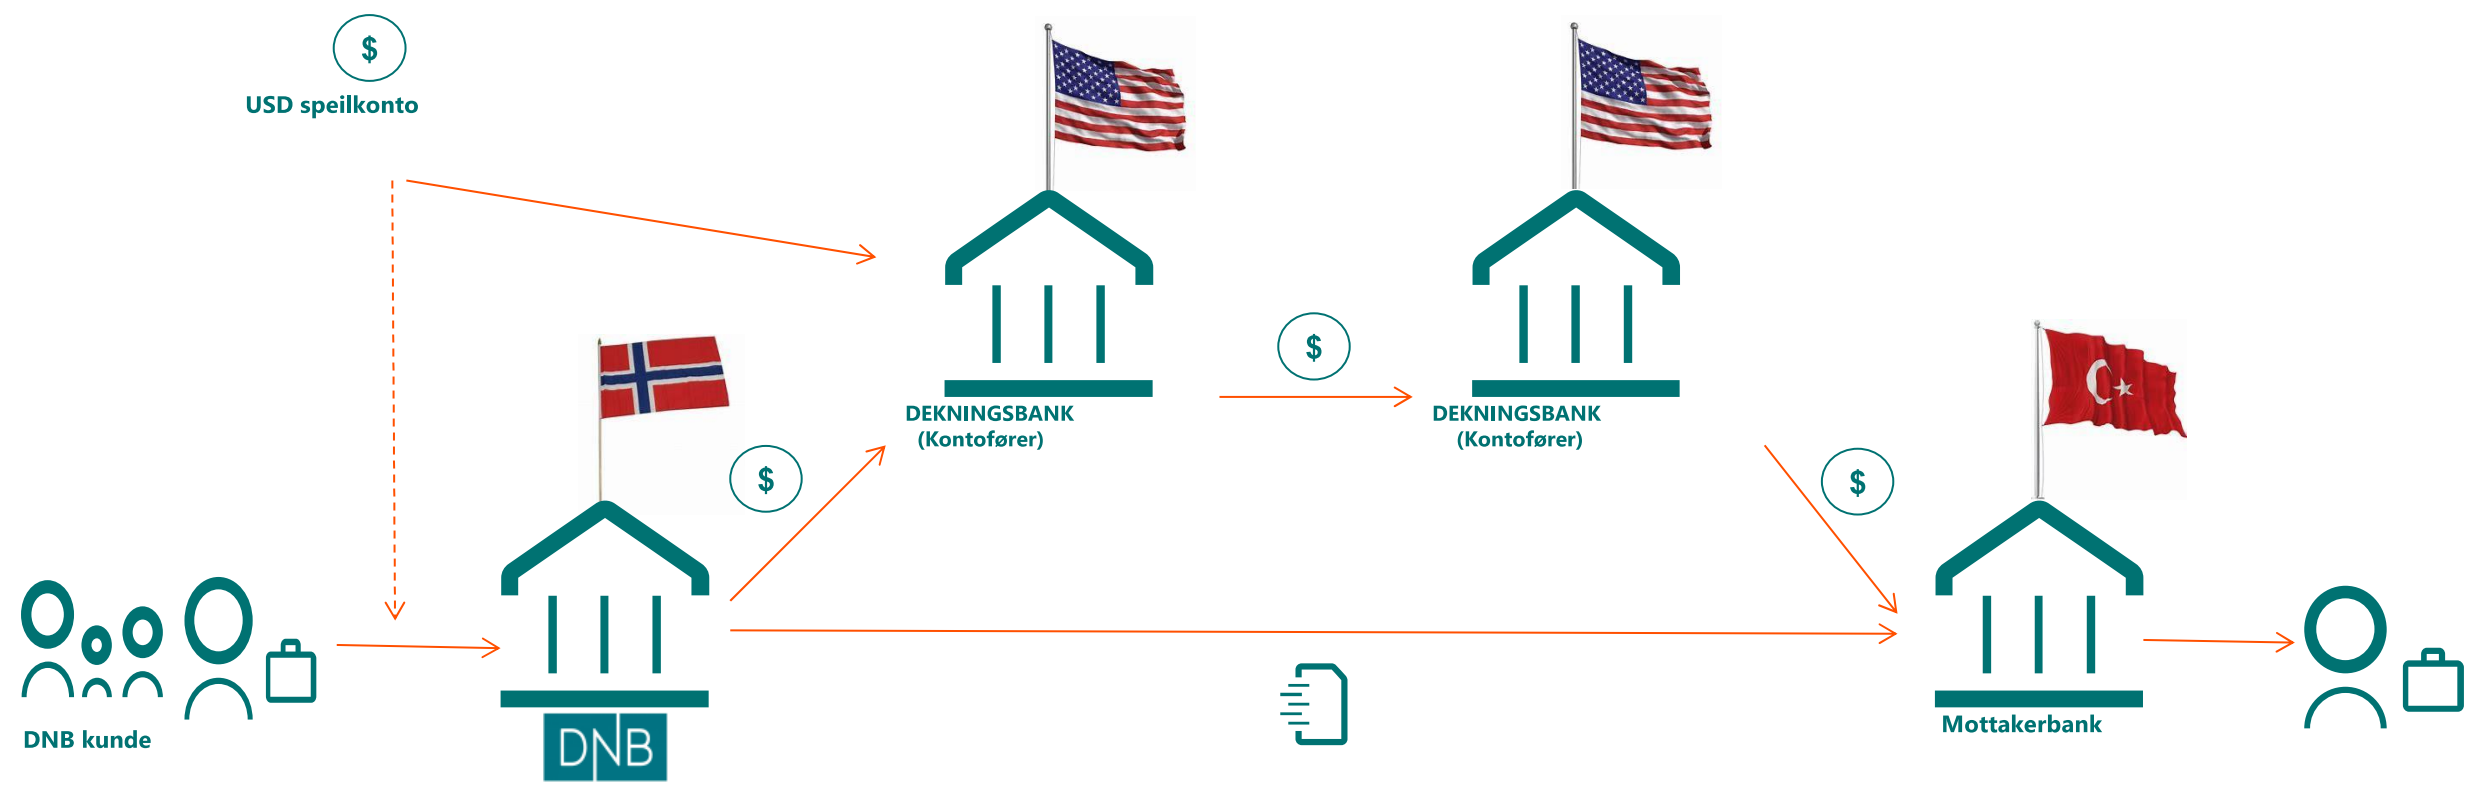 $
USD speilkonto
DEKNINGSBANK
(Kontofører)
DEKNINGSBANK
(Kontofører)
$
$
$
DNB kunde
DNB
Mottakerbank